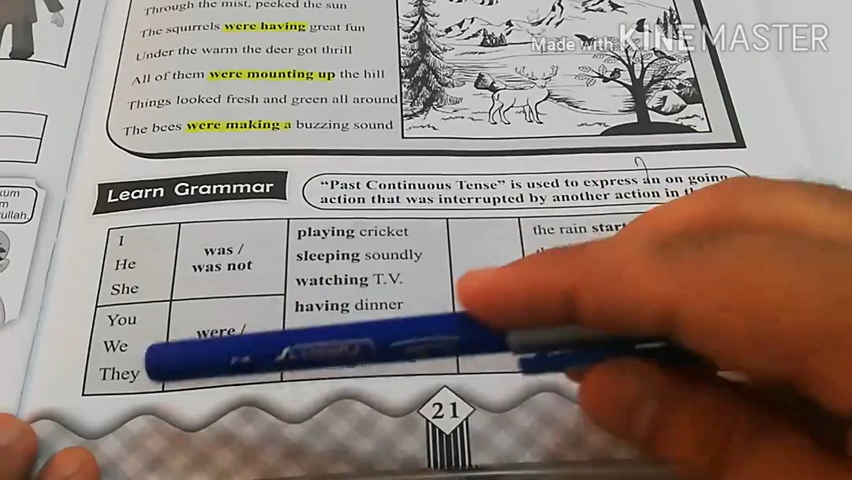 Through the mist, peeked the sun
The squirrels were having great fun
Under the warm the deer got thrill
All of them were mounting up the hill
Things looked fresh and green all around
The bees were making a buzzing sound
Made with KINEMASTER
Learn Grammar
"Past Continuous Tense" is used to express an on going
action that was interrupted by another action in
I
He
She
was /
was not
playing cricket
sleeping soundly
watching T.V.
having dinner
the rain
You
We
They
were /
21